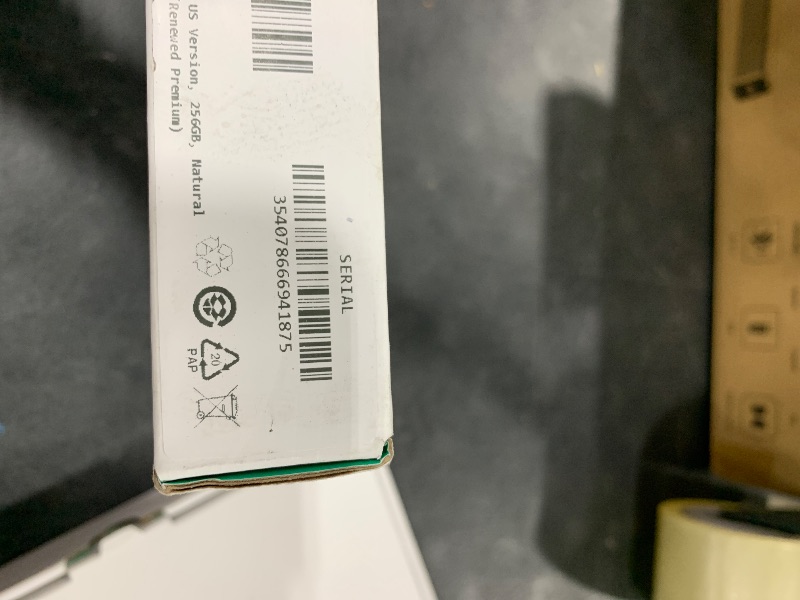 SERIAL
354078666941875
US Version, 256GB, Natural
(Renewed Premium)
20
PAP